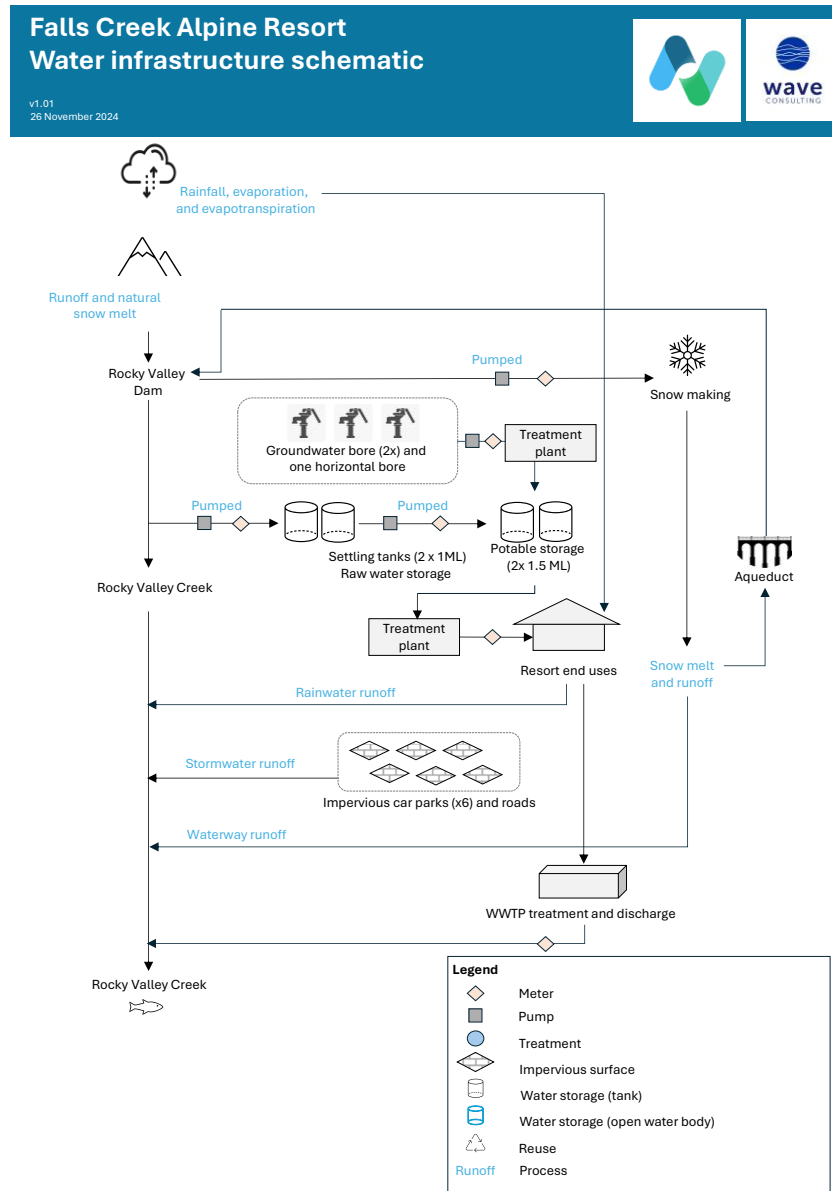 Falls Creek Alpine Resort
Water infrastructure schematic
v1.01
26 November 2024
wave
CONSULTING
Rainfall, evaporation,
and evapotranspiration
Runoff and natural
snow melt
Rocky Valley
Dam
Pumped
Snow making
Groundwater bore (2x) and
one horizontal bore
Treatment
plant
Pumped
Pumped
Settling tanks (2 x 1ML)
Raw water storage
Potable storage
(2x 1.5 ML)
Aqueduct
Rocky Valley Creek
Treatment
plant
Resort end uses
Snow melt
and runoff
Rainwater runoff
Stormwater runoff
Impervious car parks (x6) and roads
Waterway runoff
WWTP treatment and discharge
Rocky Valley Creek
Legend
Meter
Pump
Treatment
Impervious surface
Water storage (tank)
Water storage (open water body)
Reuse
Runoff Process